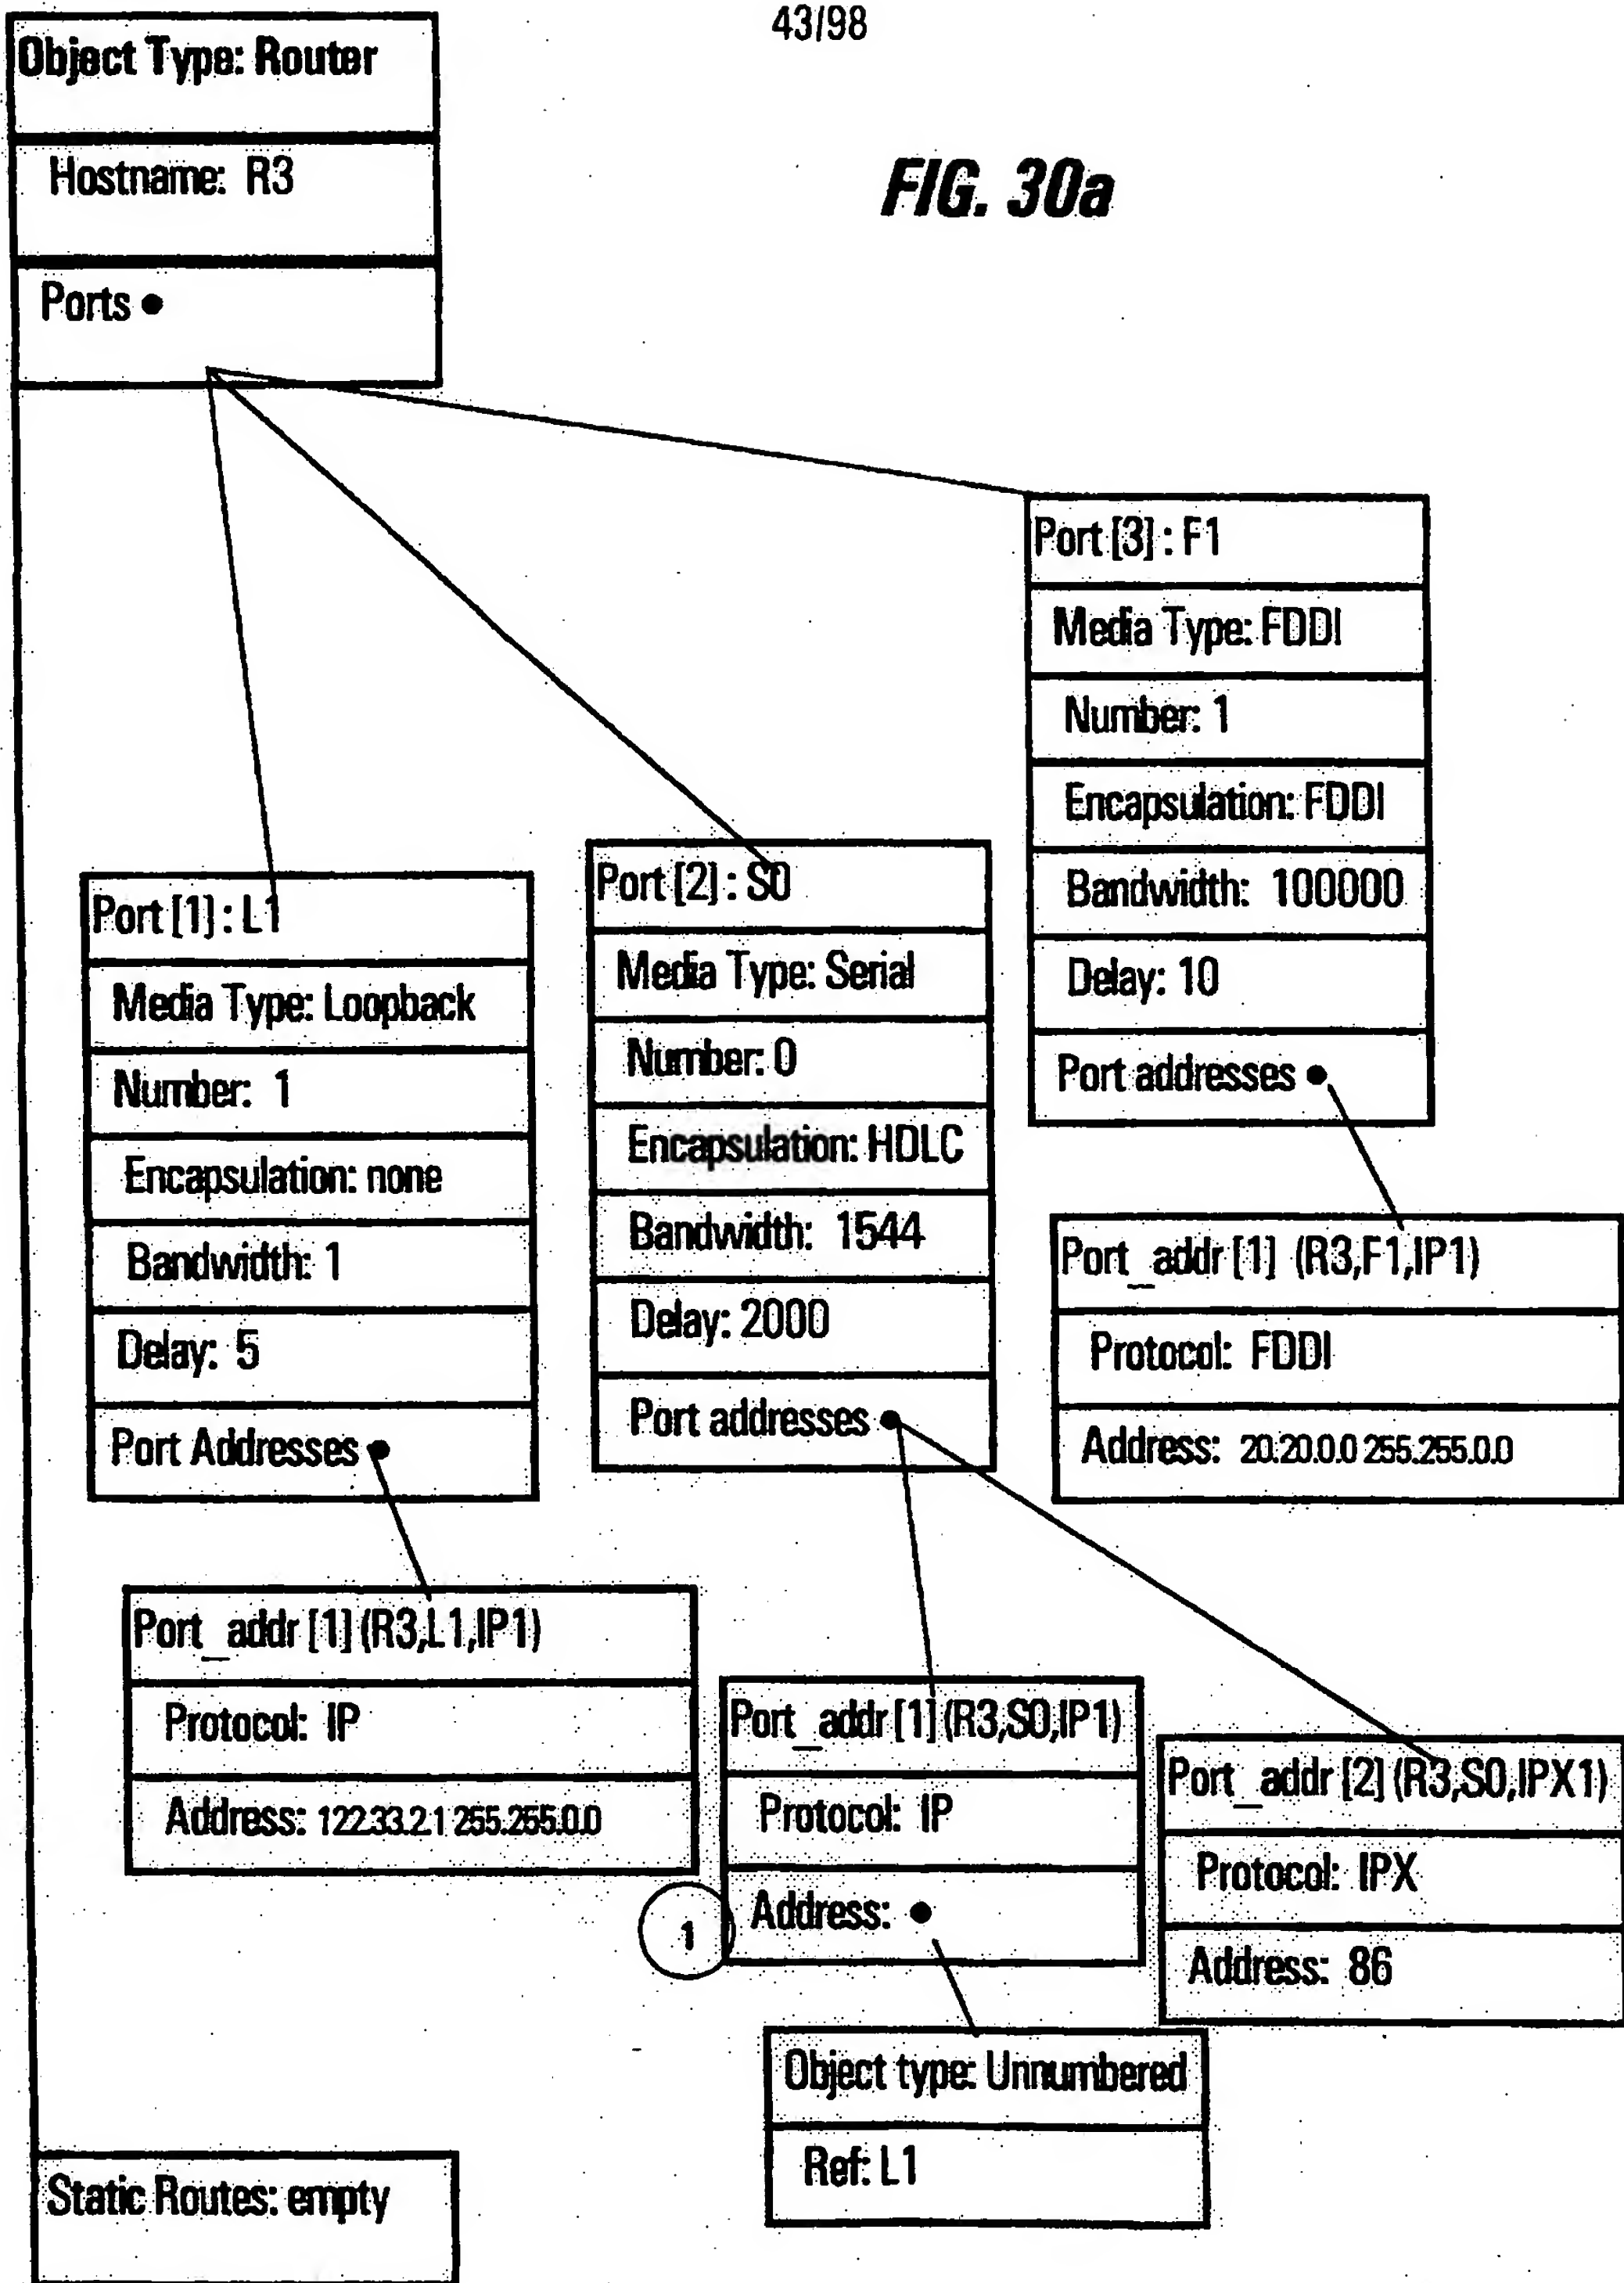 43/98
Object Type: Router
Hostname: R3
Ports
FIG. 30a
Port [3] : F1
Media Type: FDDI
Number: 1
Encapsulation: FDDI
Bandwidth: 100000
Delay: 10
Port addresses
Port [2] : S0
Media Type: Serial
Number: 0
Encapsulation: HDLC
Bandwidth: 1544
Delay: 2000
Port addresses
Port [1] : L1
Media Type: Loopback
Number: 1
Encapsulation: none
Bandwidth: 1
Delay: 5
Port Addresses
Port_addr [1] (R3,F1,IP1)
Protocol: FDDI
Address: 20.20.0.0 255.255.0.0
Port_addr [1] (R3,L1,IP1)
Protocol: IP
Address: 122.33.2.1 255.255.0.0
Port_addr [1] (R3,S0,IP1)
Protocol: IP
Address:
1
Port_addr [2] (R3,S0,IPX1)
Protocol: IPX
Address: 86
Object type: Unnumbered
Ref: L1
Static Routes: empty